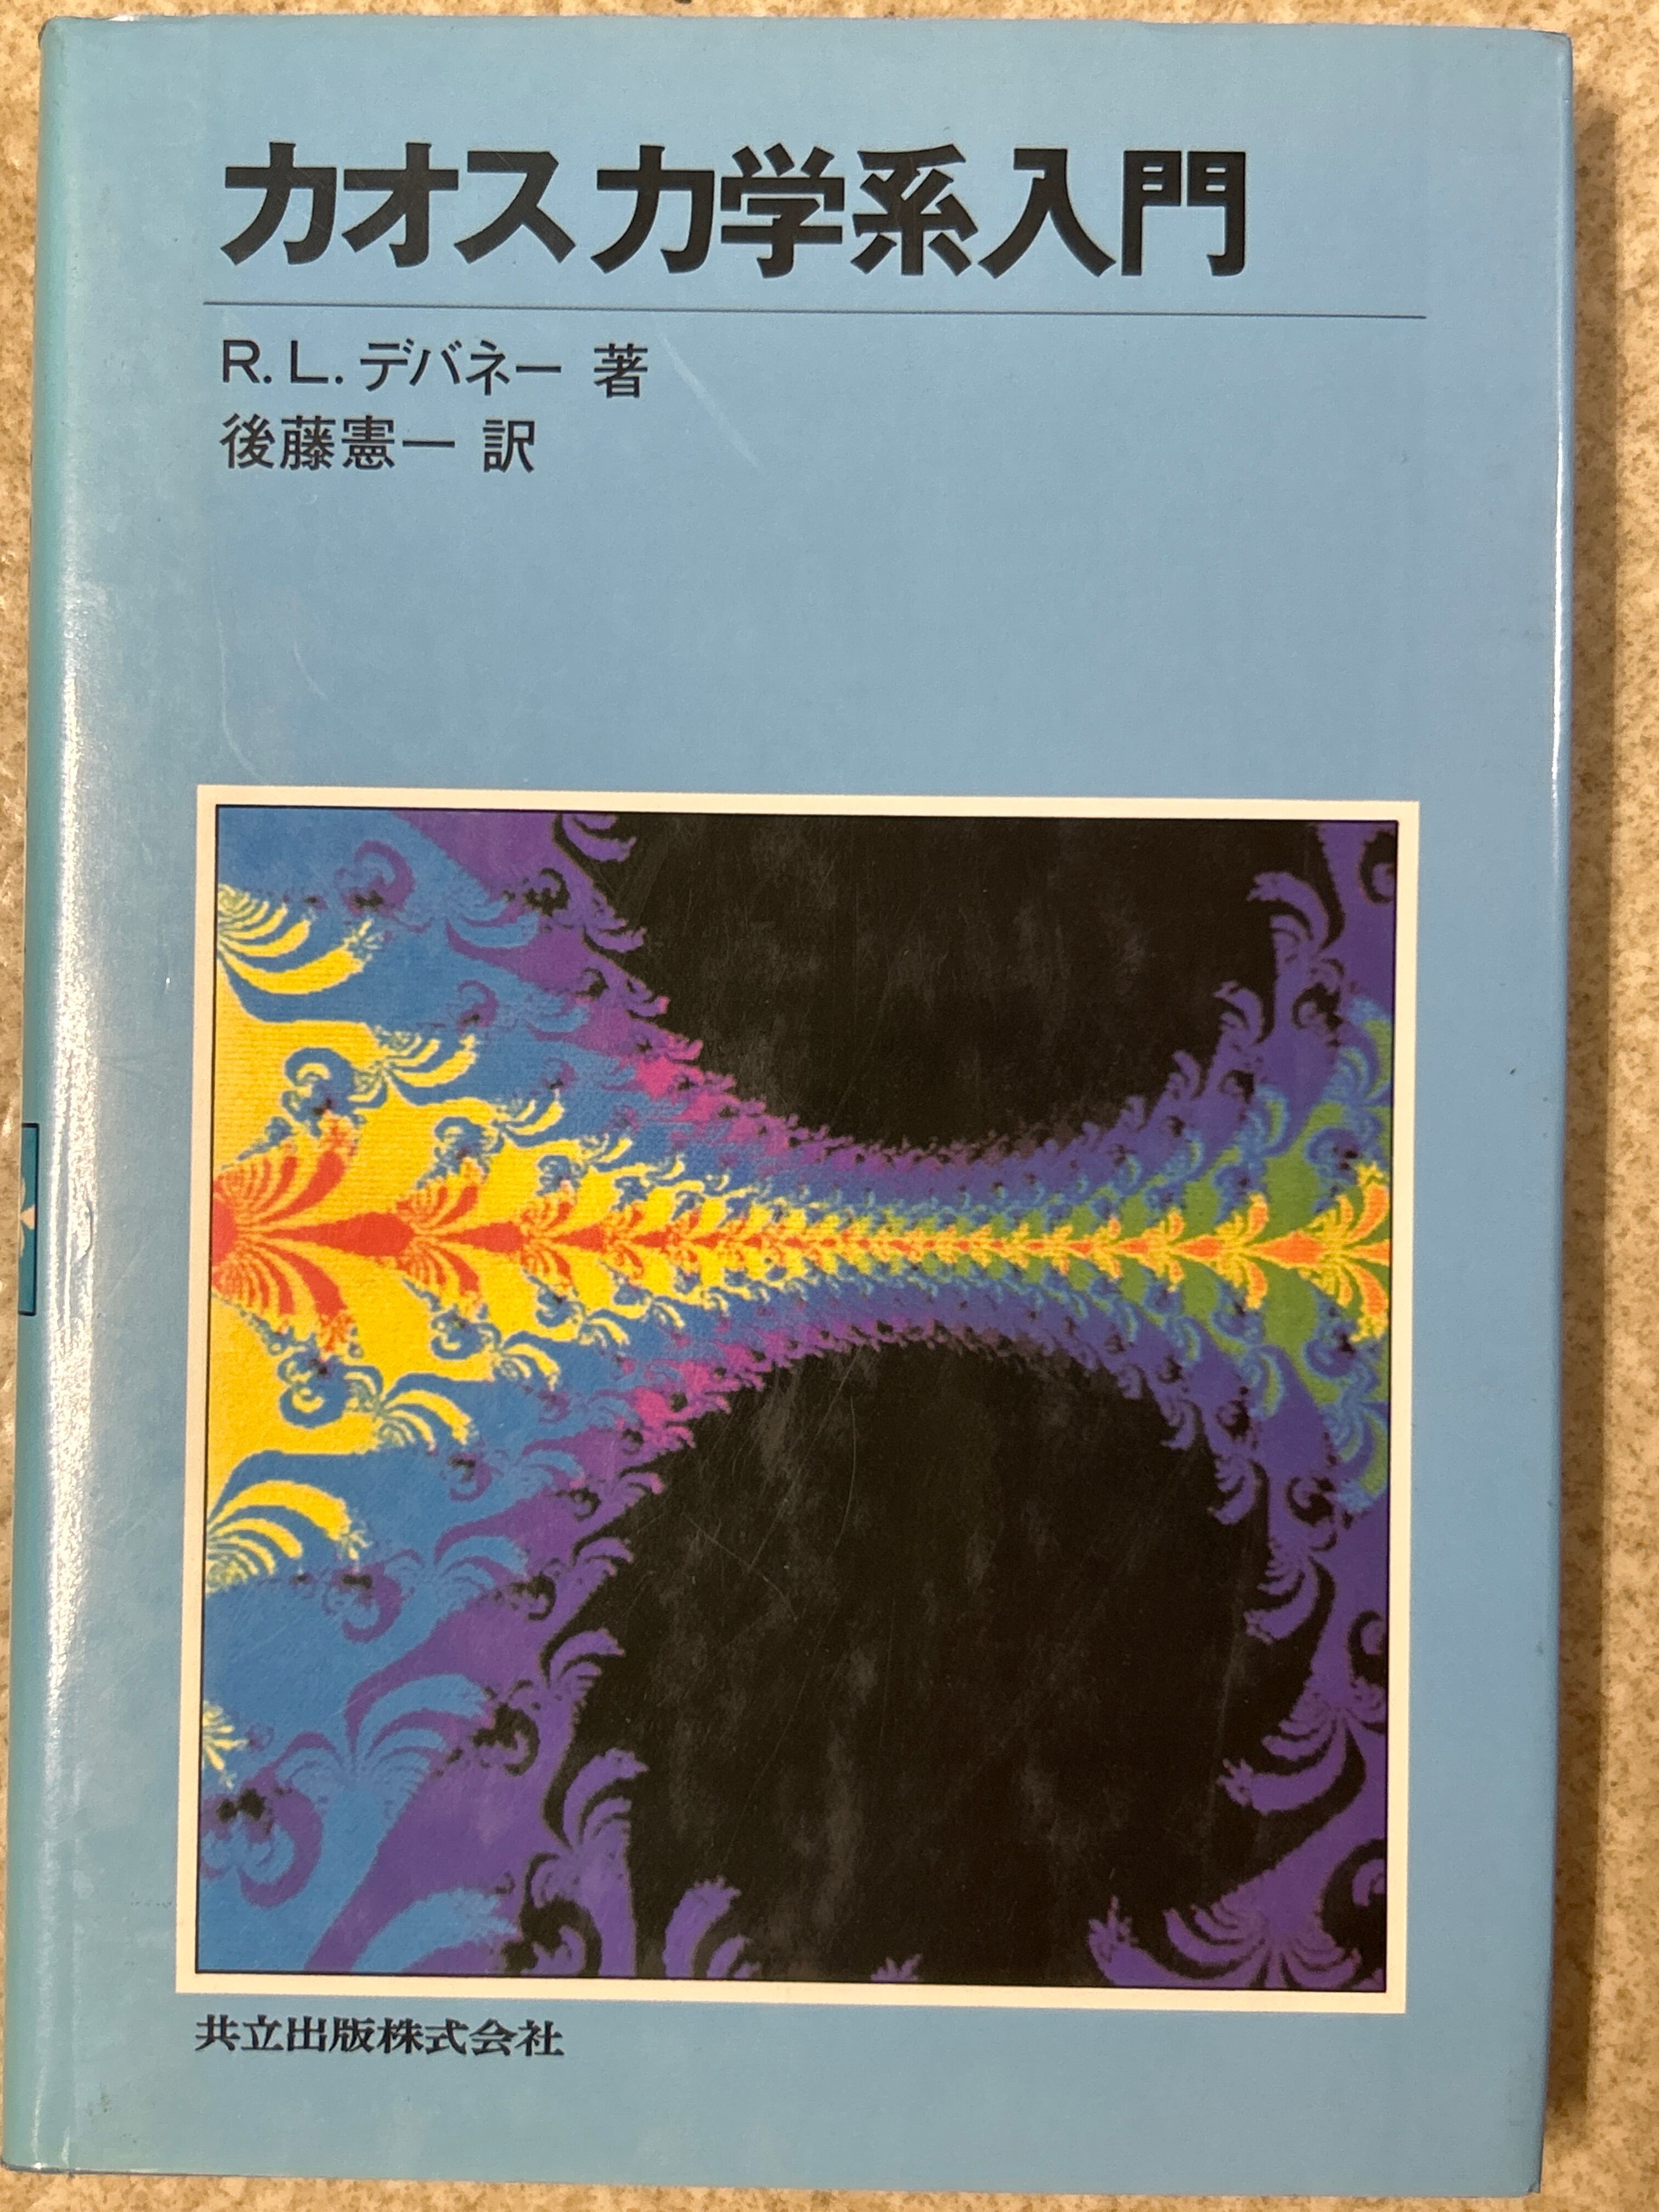 カオス力学系入門
R.L.デバネー 著
後藤憲一 訳
共立出版株式会社